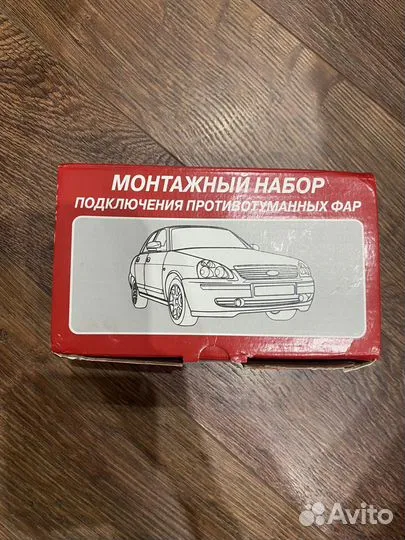 МОНТАЖНЫЙ НАБОР
ПОДКЛЮЧЕНИЯ ПРОТИВОТУМАННЫХ ФАР
Avito